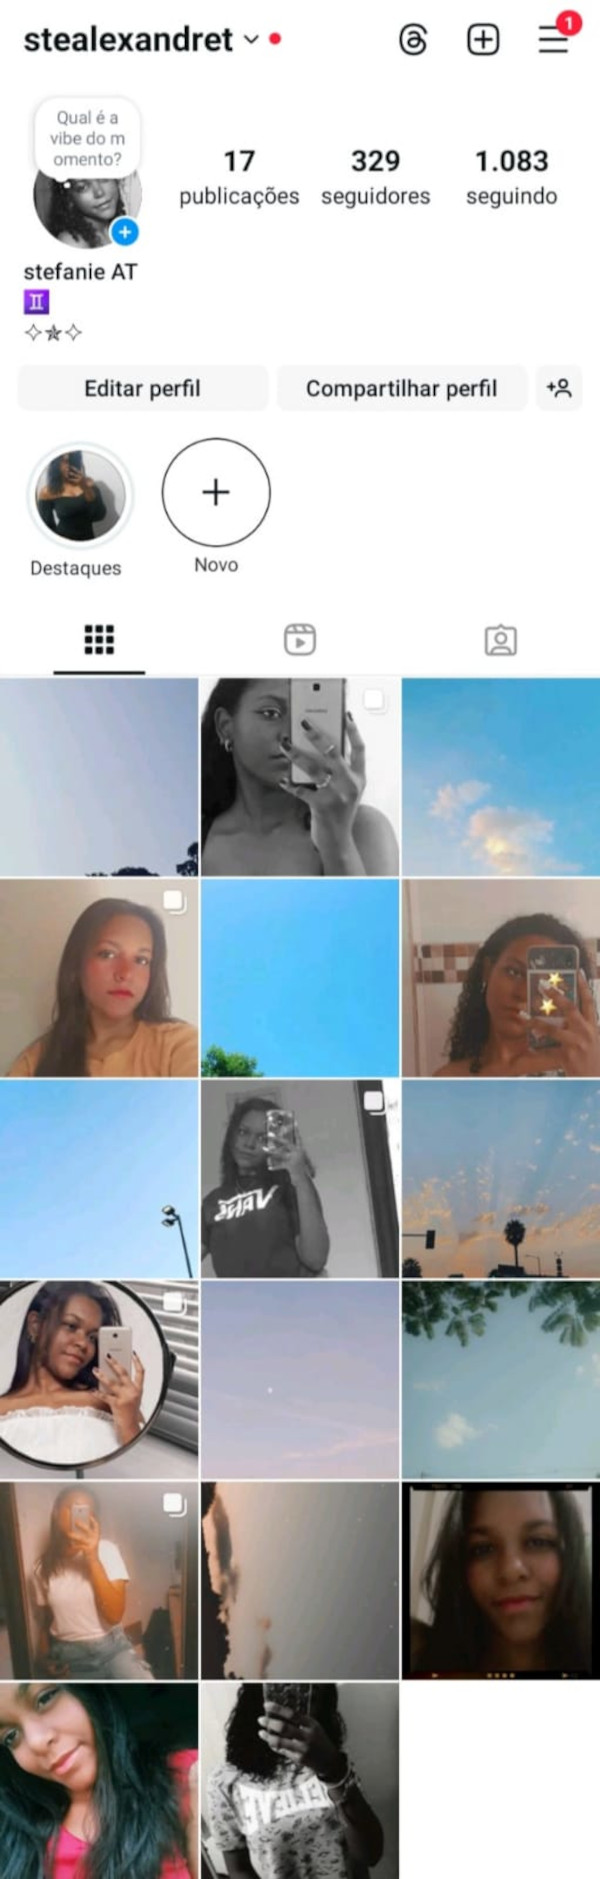 stealexandret
1
Qual é a
vibe do m
omento?
17
publicações
329
seguidores
1.083
seguindo
stefanie AT
♊
✧✯✧
Editar perfil
Compartilhar perfil
Destaques
Novo
VANS